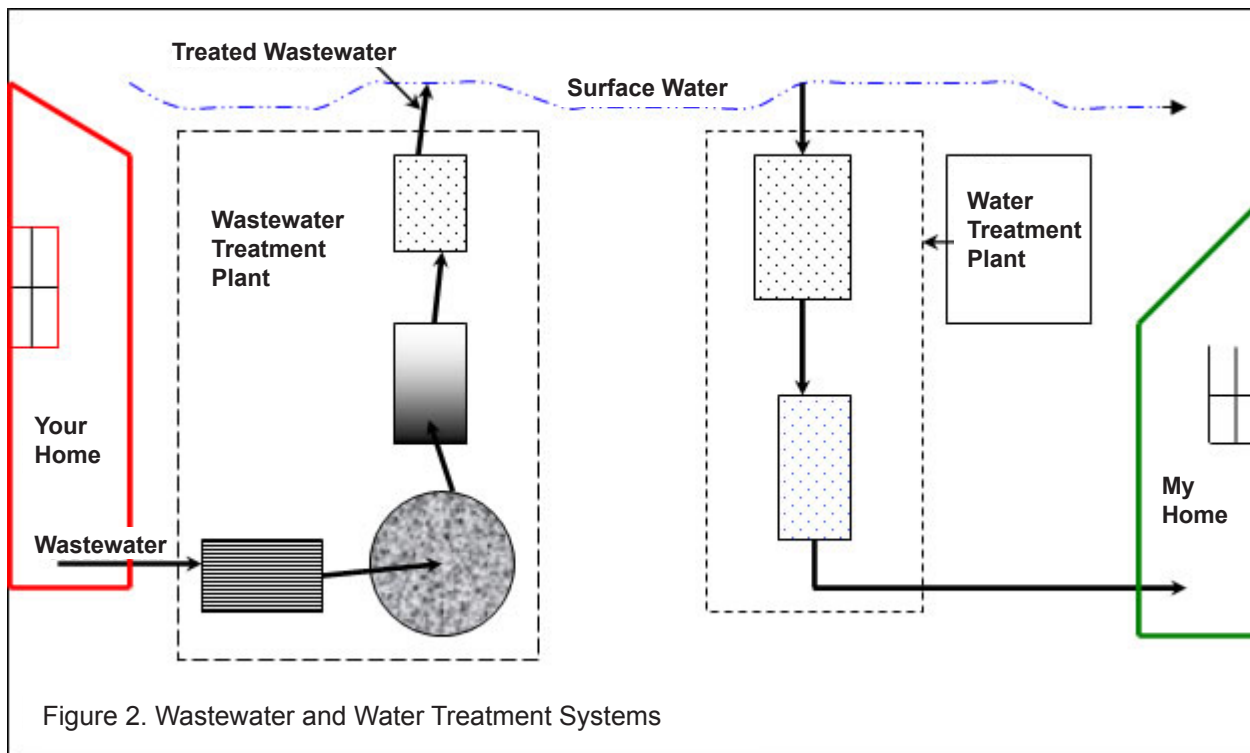 Treated Wastewater
Surface Water
Wastewater
Treatment
Plant
Water
Treatment
Plant
Your
Home
My
Home
Wastewater
Figure 2. Wastewater and Water Treatment Systems